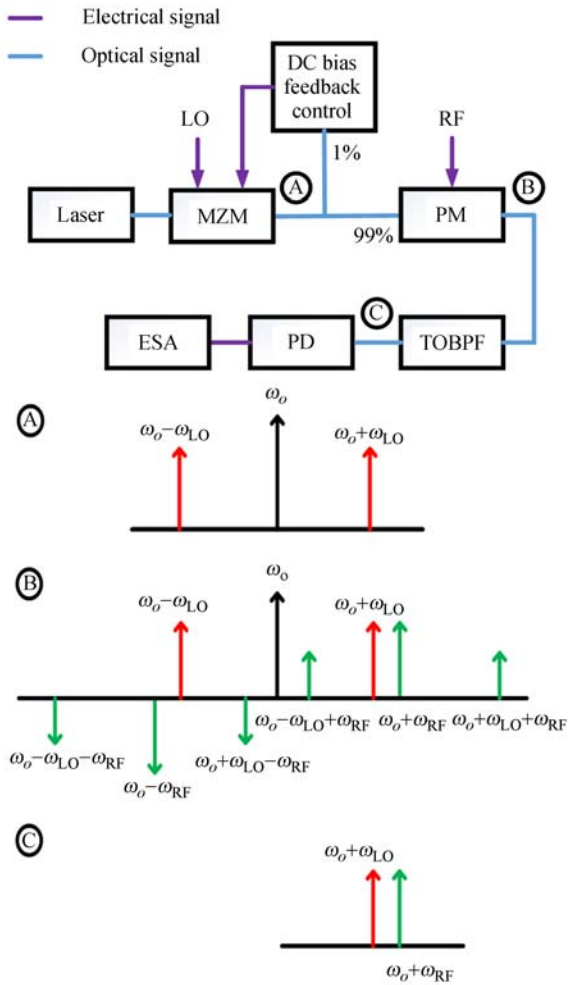 Electrical signal
Optical signal
DC bias
feedback
control
LO
RF
1%
A
B
Laser
MZM
99%
PM
C
ESA
PD
TOBPF
A
ωo
ωo−ωLO
ωo+ωLO
B
ωo
ωo−ωLO
ωo+ωLO
ωo−ωLO+ωRF
ωo+ωRF
ωo+ωLO+ωRF
ωo−ωLO−ωRF
ωo+ωLO−ωRF
ωo−ωRF
C
ωo+ωLO
ωo+ωRF